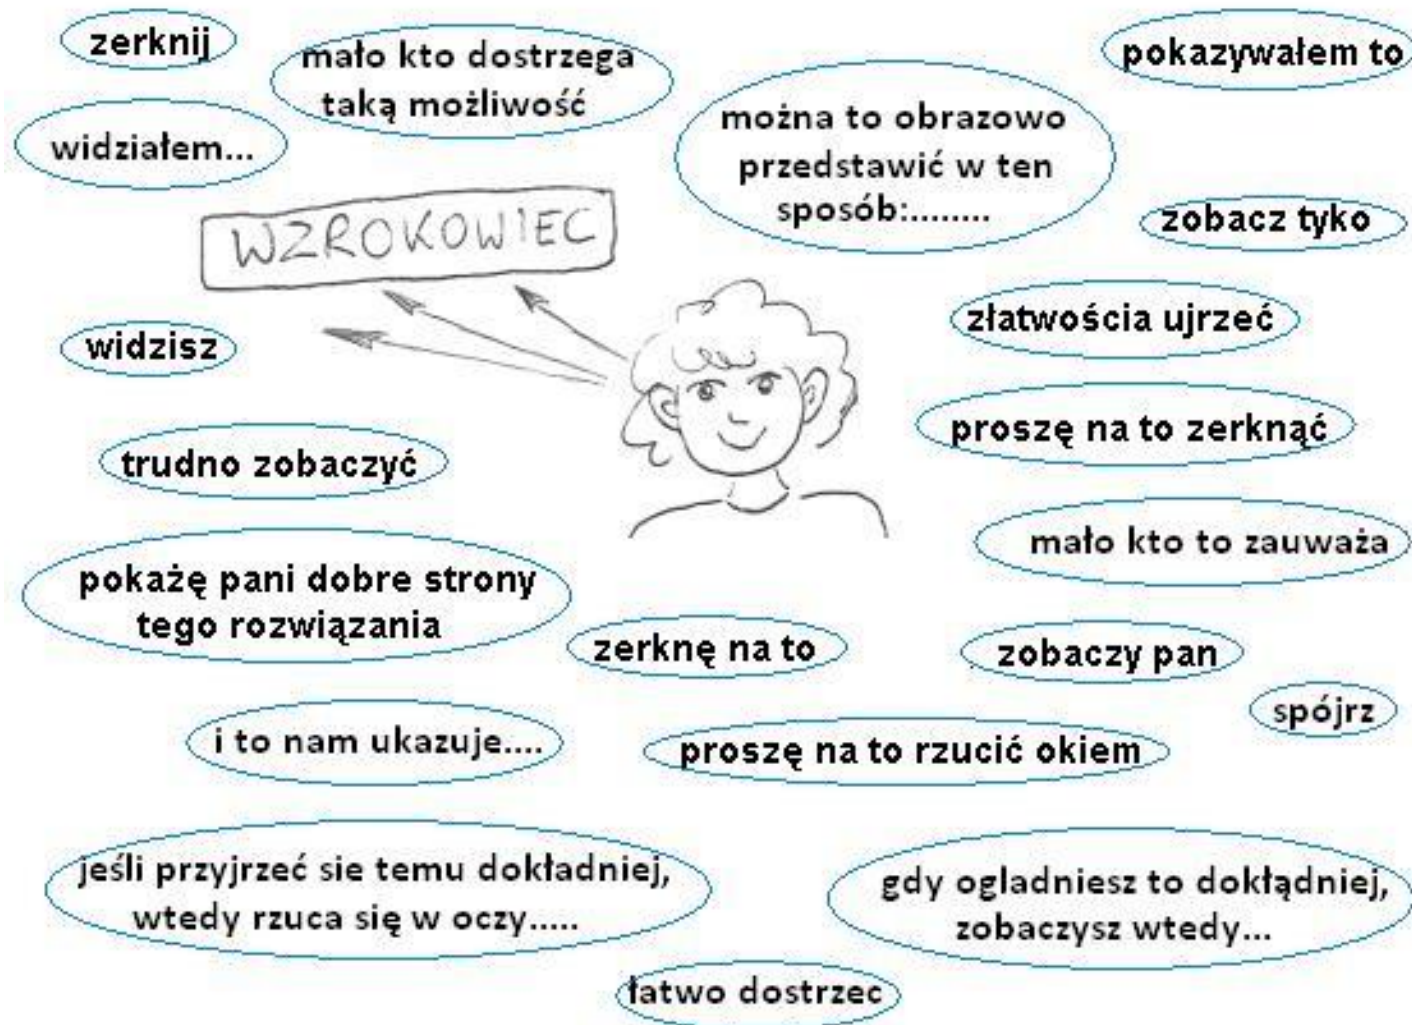 zerknij
mało kto dostrzega
taką możliwość
pokazywałem to
widziałem...
można to obrazowo
przedstawić w ten
sposób:........
WZROKOWIEC
zobacz tyko
złatwościa ujrzeć
widzisz
proszę na to zerknąć
trudno zobaczyć
mało kto to zauważa
pokażę pani dobre strony
tego rozwiązania
zerknę na to
zobaczy pan
spójrz
i to nam ukazuje....
proszę na to rzucić okiem
jeśli przyjrzeć sie temu dokładniej,
wtedy rzuca się w oczy.....
gdy ogladniesz to dokłądniej,
zobaczysz wtedy...
łatwo dostrzec